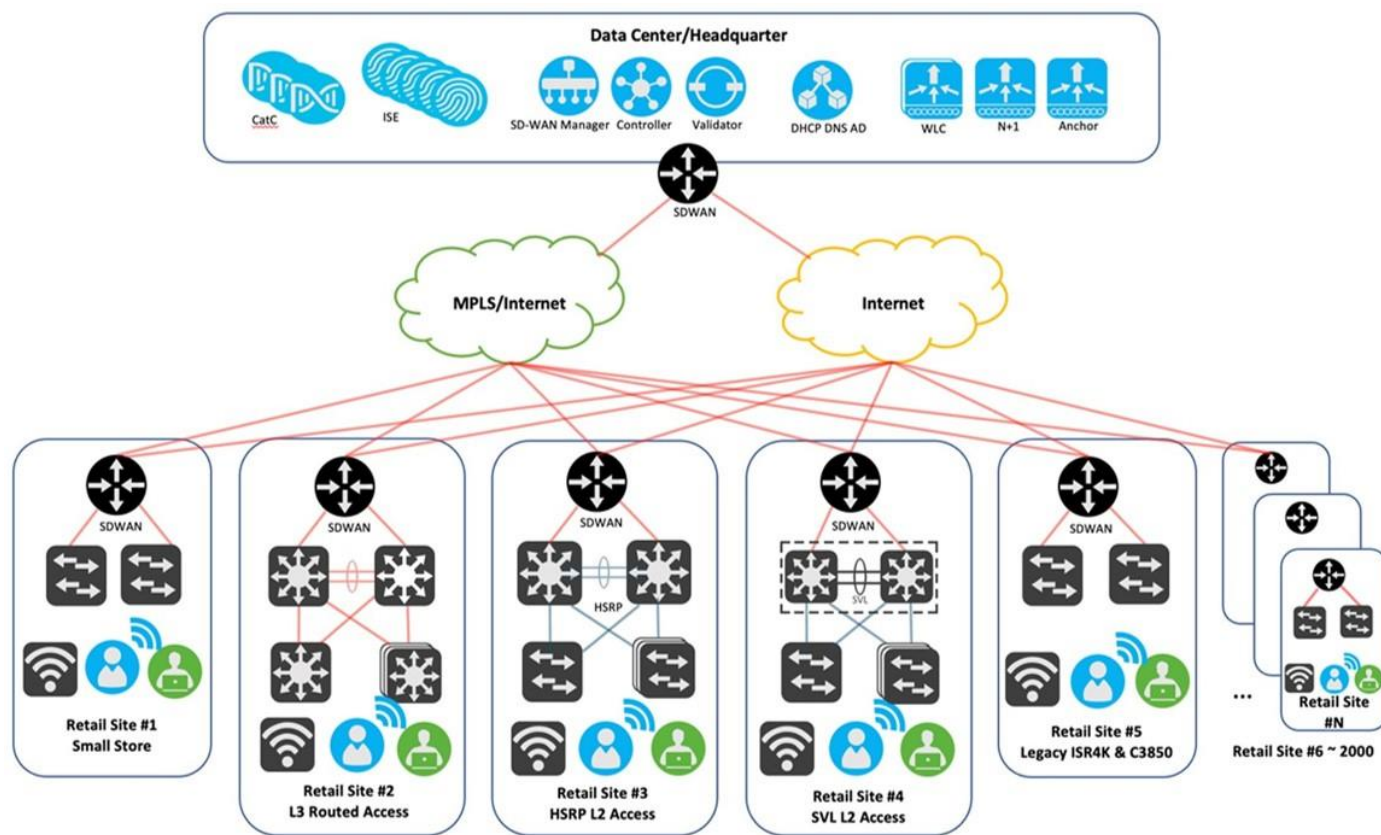 Data Center/Headquarter
CatC
ISE
SD-WAN Manager
Controller
Validator
DHCP DNS AD
WLC
N+1
Anchor
SDWAN
MPLS/Internet
Internet
SDWAN
SDWAN
SDWAN
SDWAN
SDWAN
HSRP
SVL
Retail Site #1
Small Store
Retail Site #2
L3 Routed Access
Retail Site #3
HSRP L2 Access
Retail Site #4
SVL L2 Access
Retail Site #5
Legacy ISR4K & C3850
...
Retail Site
#N
Retail Site #6 ~ 2000